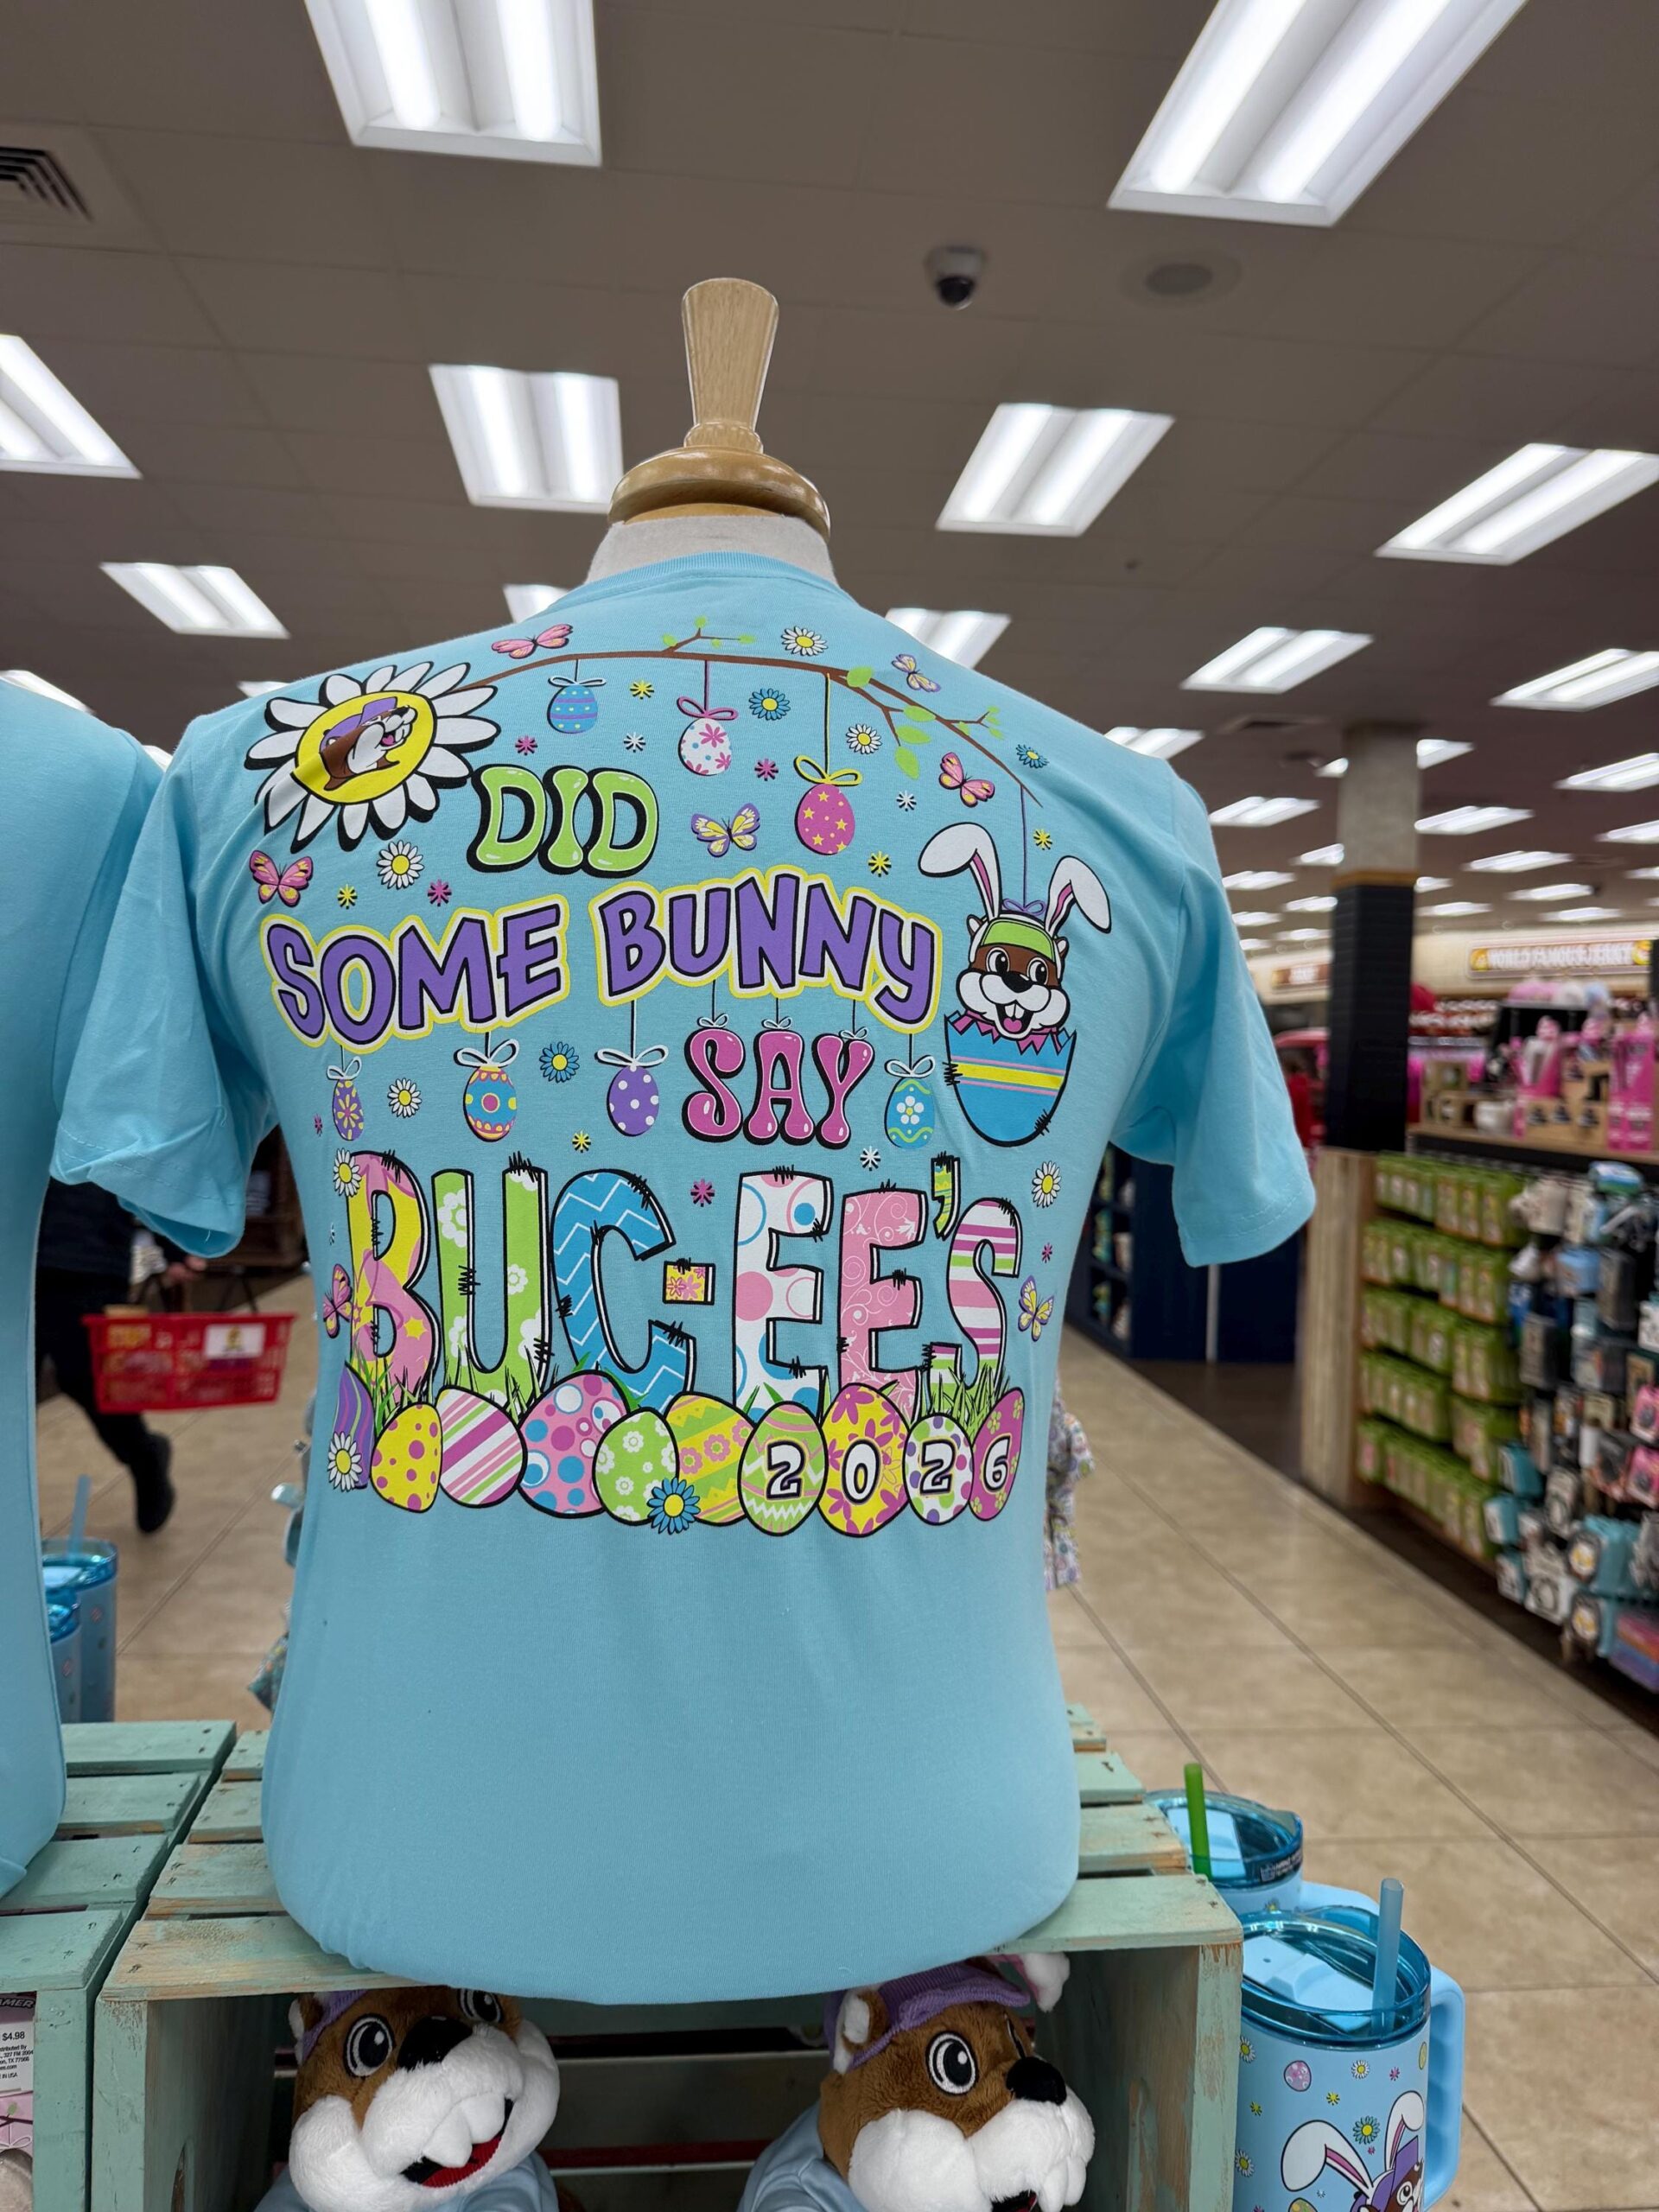 DID
SOME BUNNY
SAY
BUC-EE'S
2026
WORLD FAMOUS JERKY
$4.98